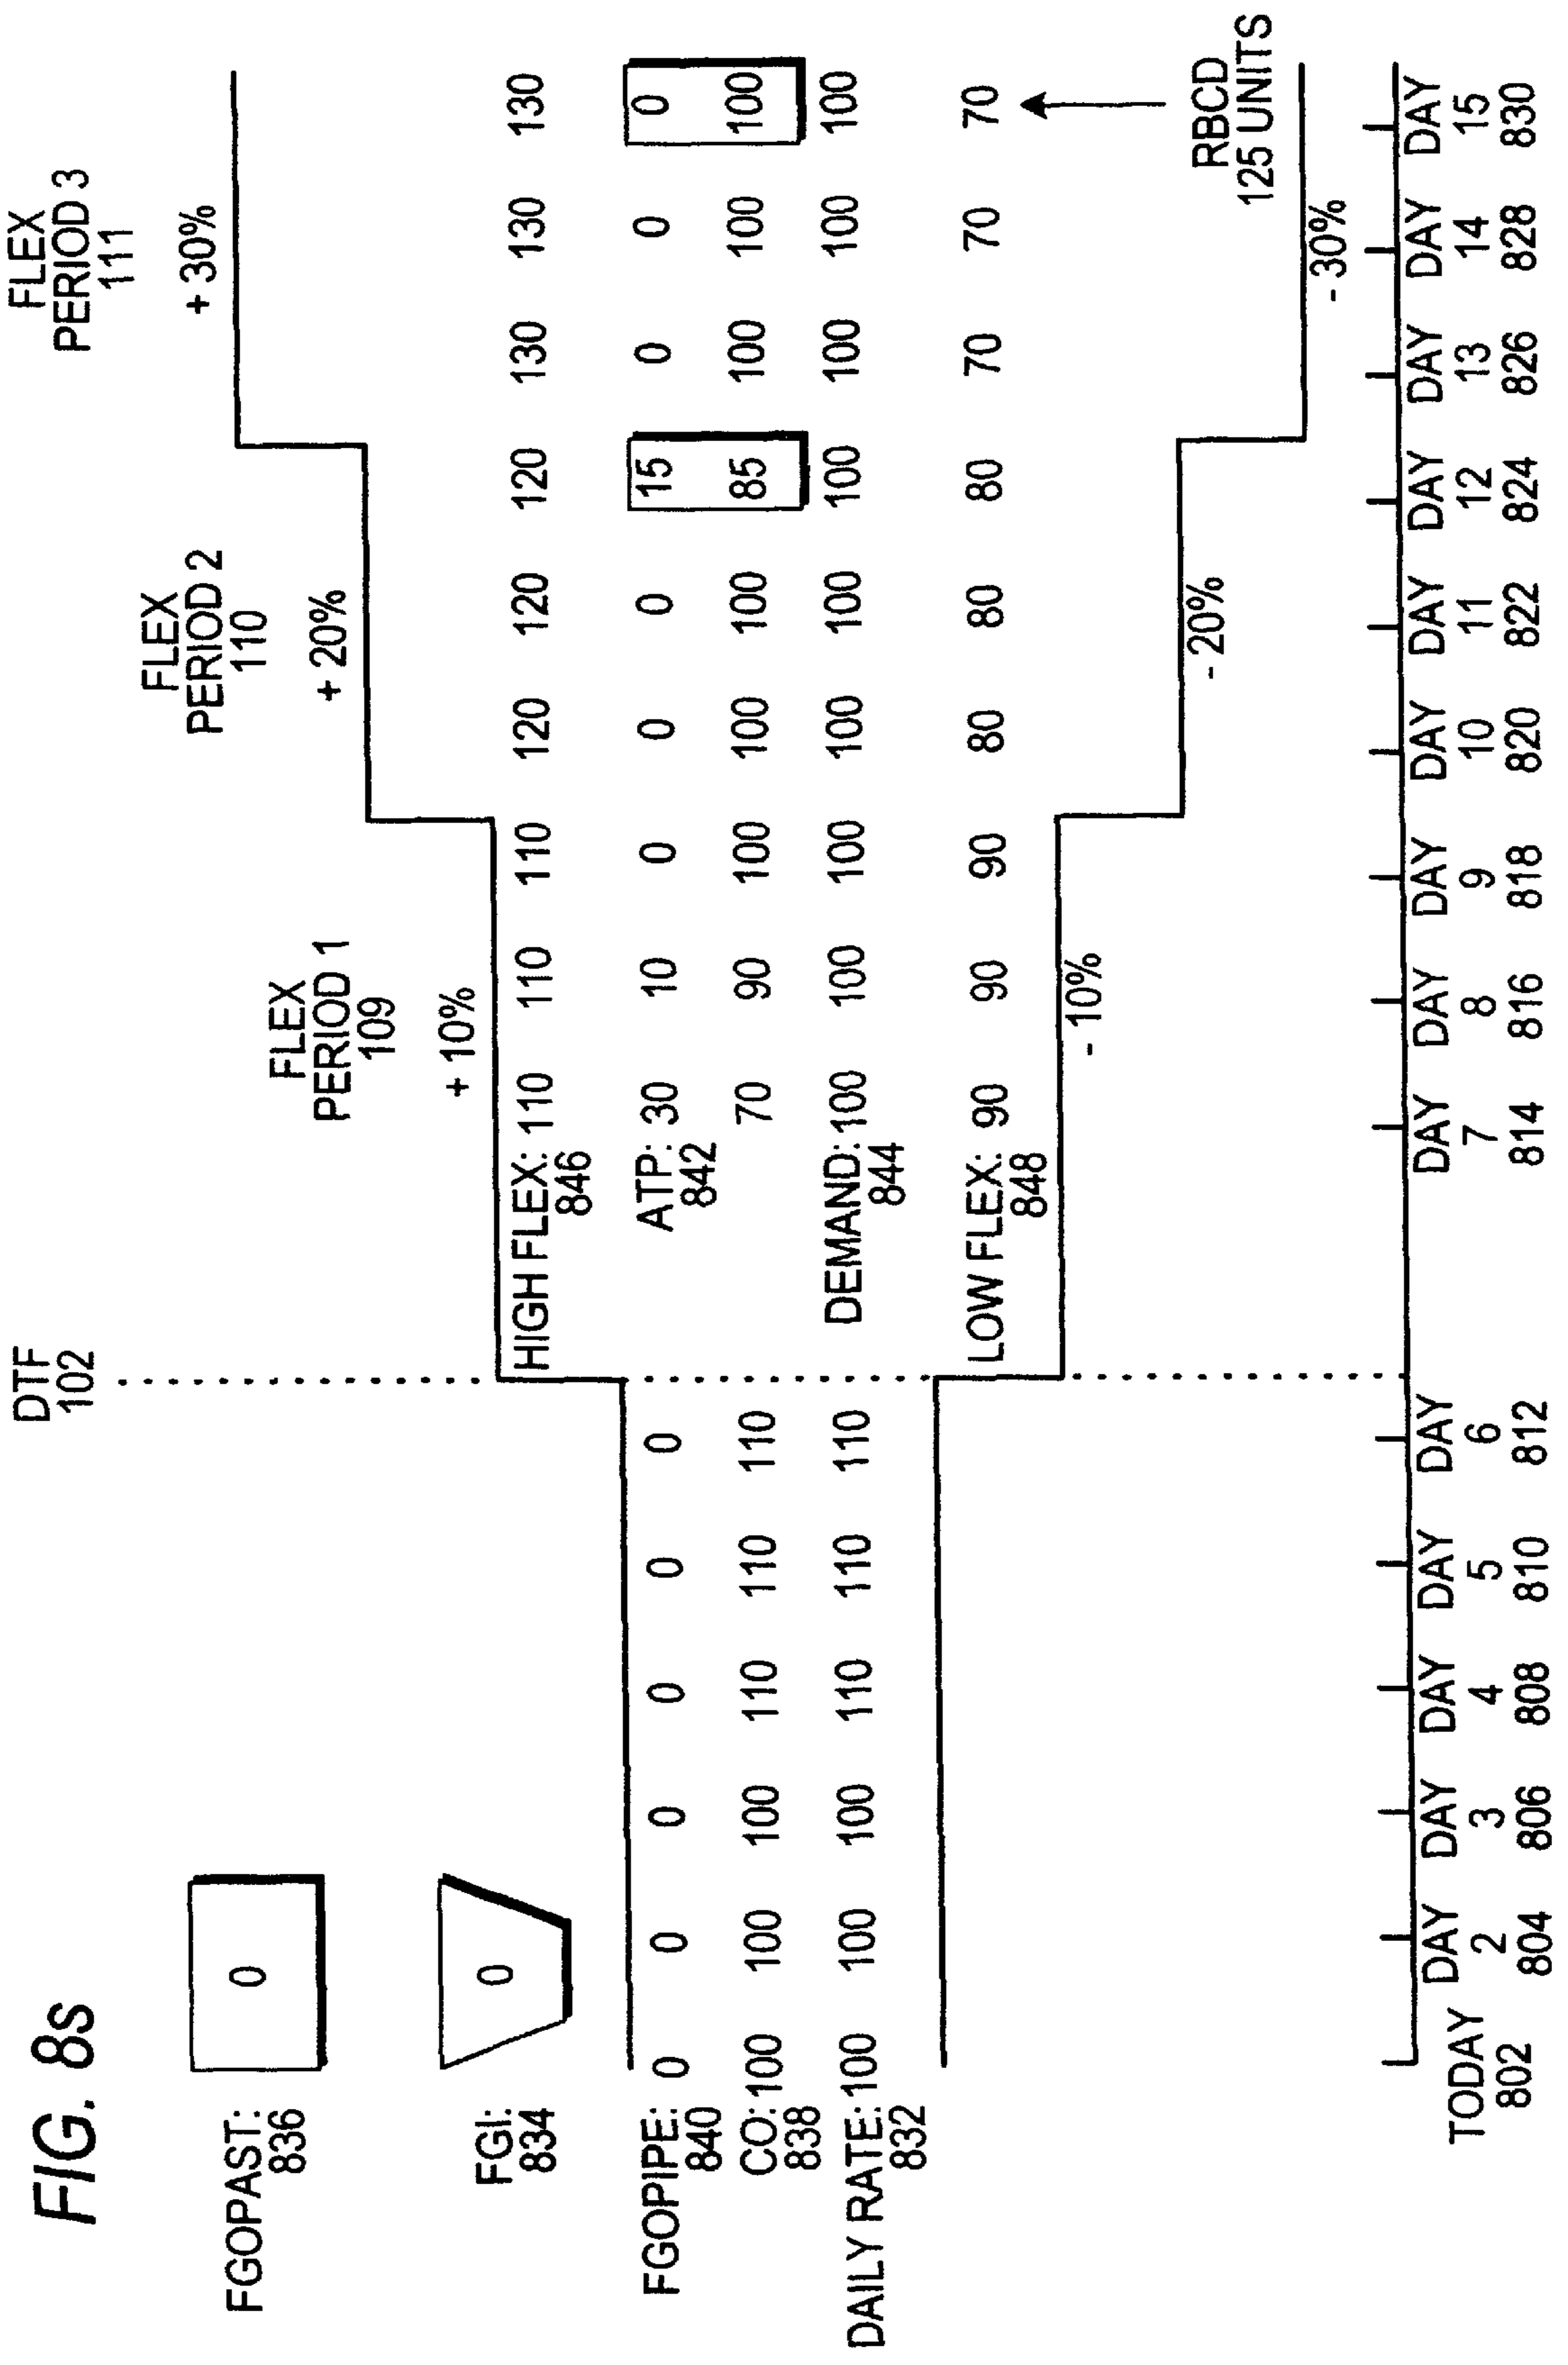 FIG. 8s
DTF
102
FLEX
PERIOD 3
111
+ 30%
FLEX
PERIOD 2
110
+ 20%
FLEX
PERIOD 1
109
+ 10%
FGOPAST:
836
0
FGI:
834
0
HIGH FLEX: 110 110 110 120 120 120 130 130 130
846
FGOPIPE: 0 0 0 0 0 0
840
ATP: 30 10 0 0 0 15 0 0 0
842
CO: 100 100 100 110 110 110
838
70 90 100 100 100 85 100 100 100
DAILY RATE: 100 100 100 110 110 110
832
DEMAND: 100 100 100 100 100 100 100 100 100
844
LOW FLEX: 90 90 90 80 80 80 70 70 70
848
- 10%
- 20%
- 30%
RBCD
125 UNITS
TODAY
802
DAY
2
804
DAY
3
806
DAY
4
808
DAY
5
810
DAY
6
812
DAY
7
814
DAY
8
816
DAY
9
818
DAY
10
820
DAY
11
822
DAY
12
824
DAY
13
826
DAY
14
828
DAY
15
830